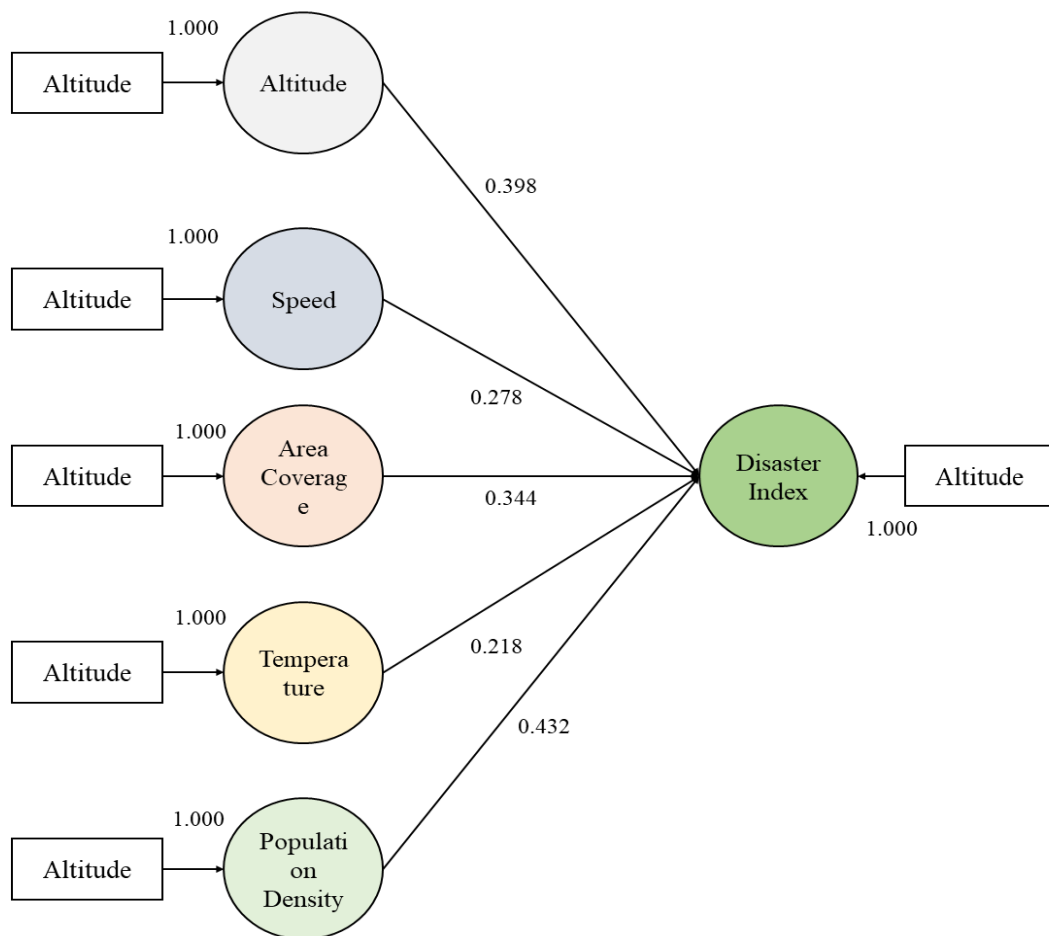 1.000
Altitude
Altitude
0.398
1.000
Altitude
Speed
0.278
1.000
Altitude
Area
Coverag
e
0.344
Disaster
Index
Altitude
1.000
1.000
Altitude
Tempera
ture
0.218
0.432
1.000
Altitude
Populati
on
Density